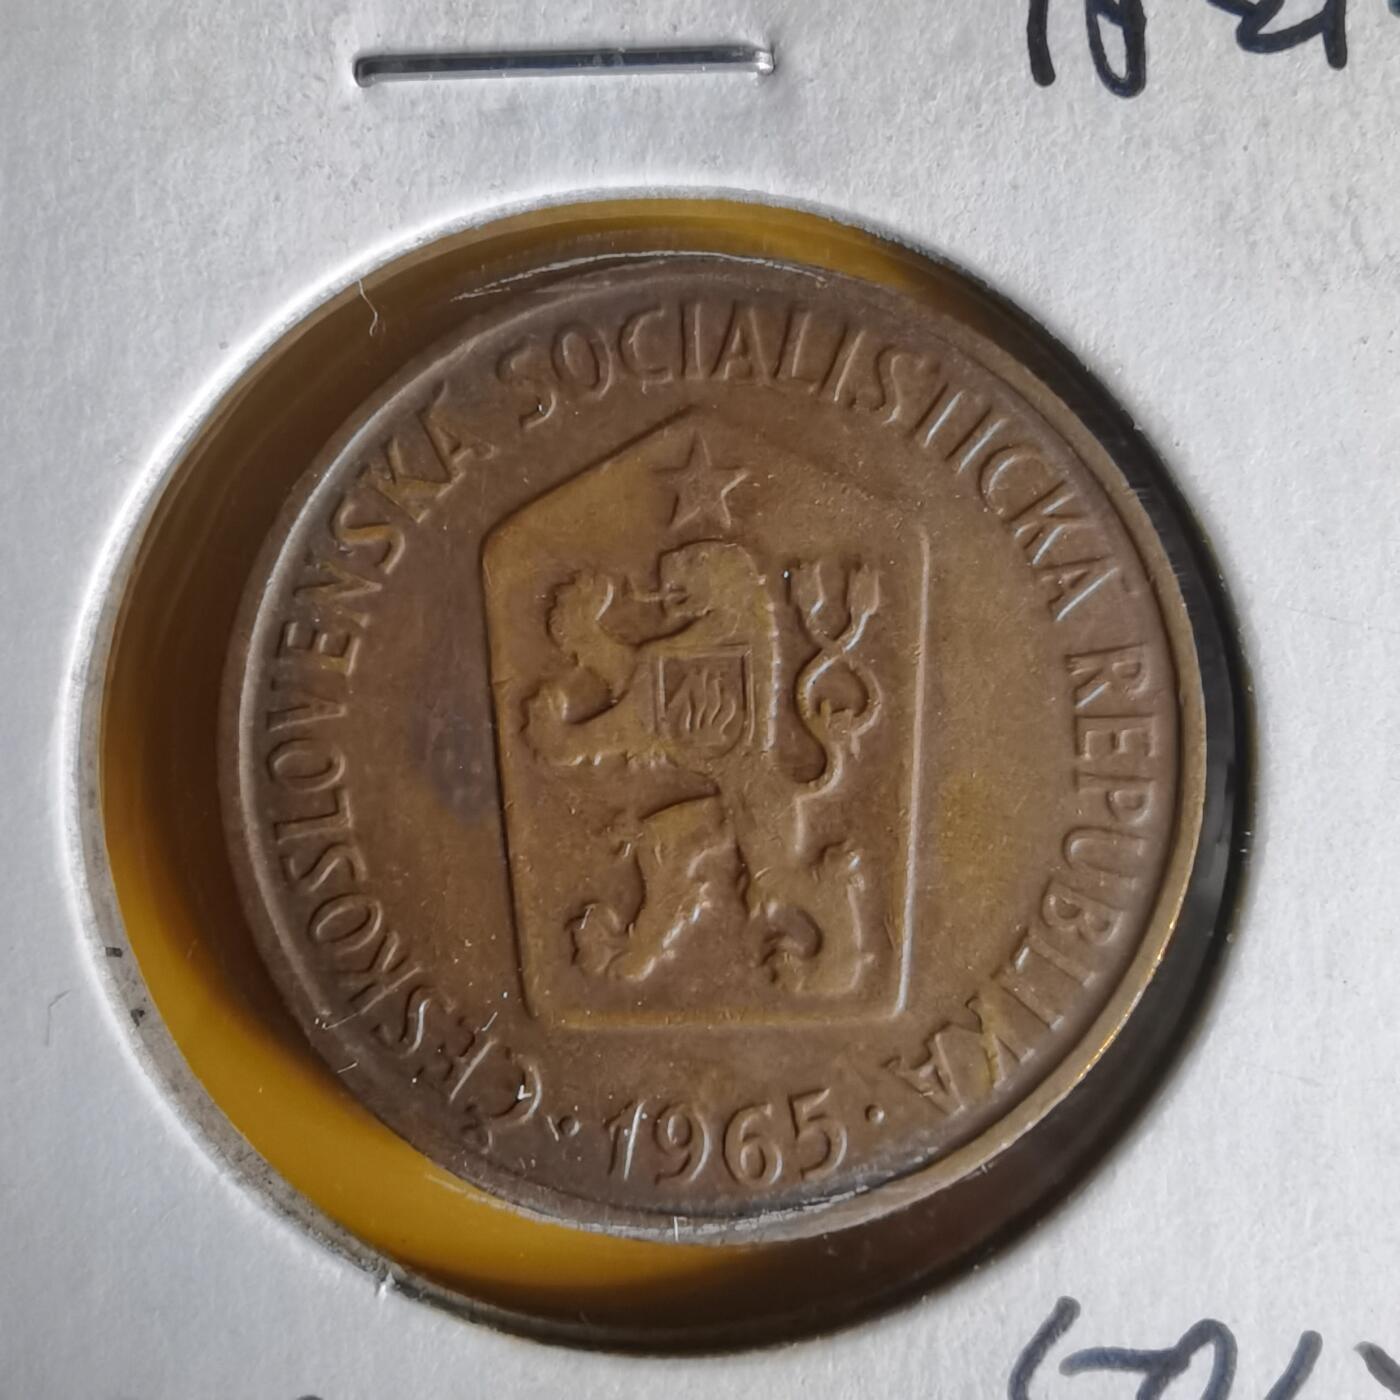 ČESKOSLOVENSKÁ SOCIALISTICKÁ REPUBLIKA
· 1965 ·